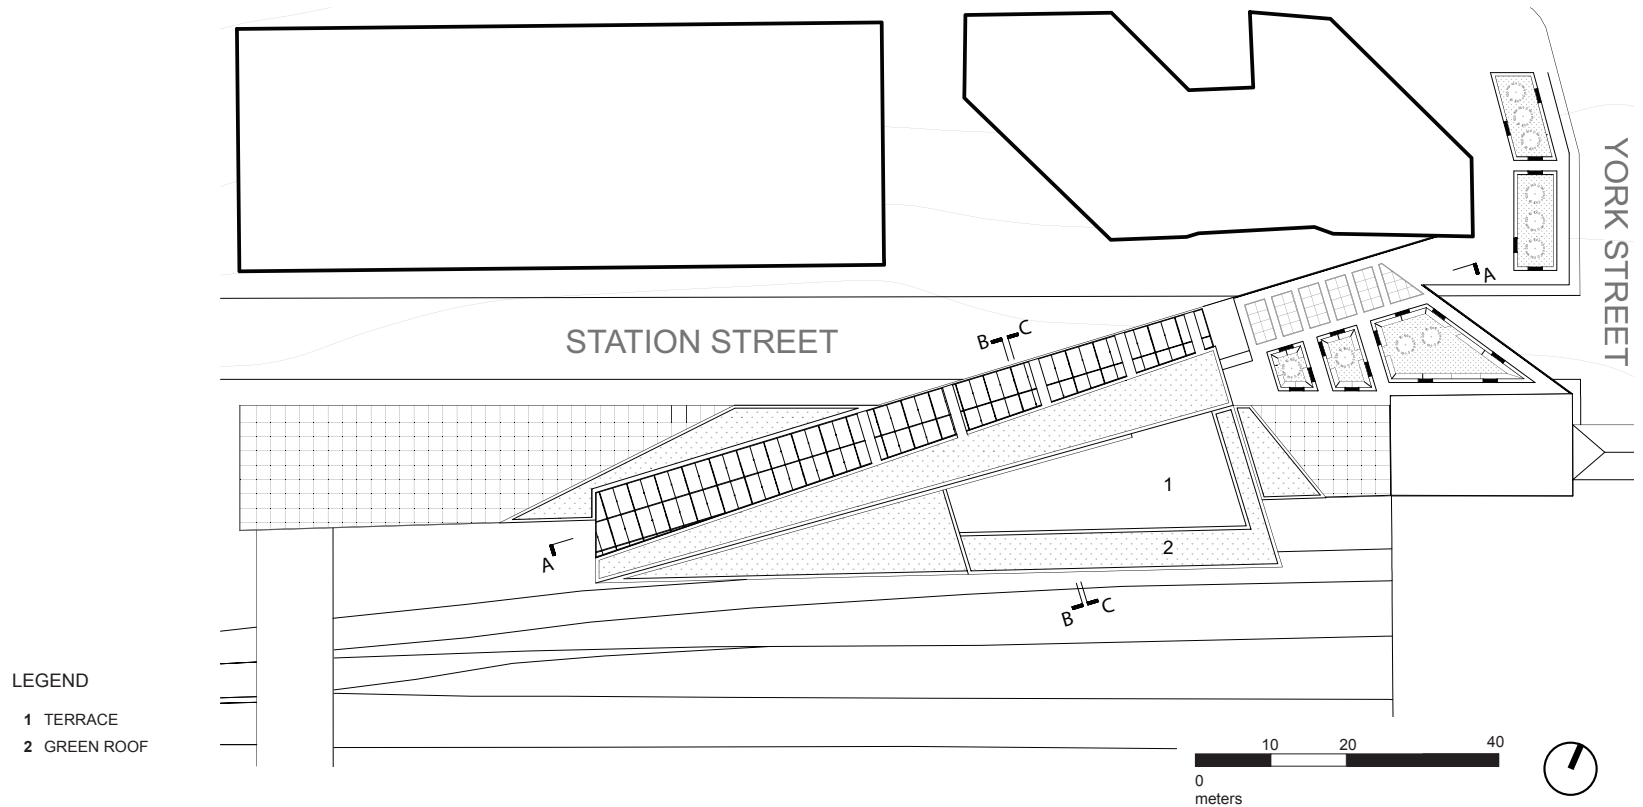 YORK STREET
A
STATION STREET
B C
1
2
A
B C
LEGEND
1 TERRACE
2 GREEN ROOF
10 20 40
0
meters